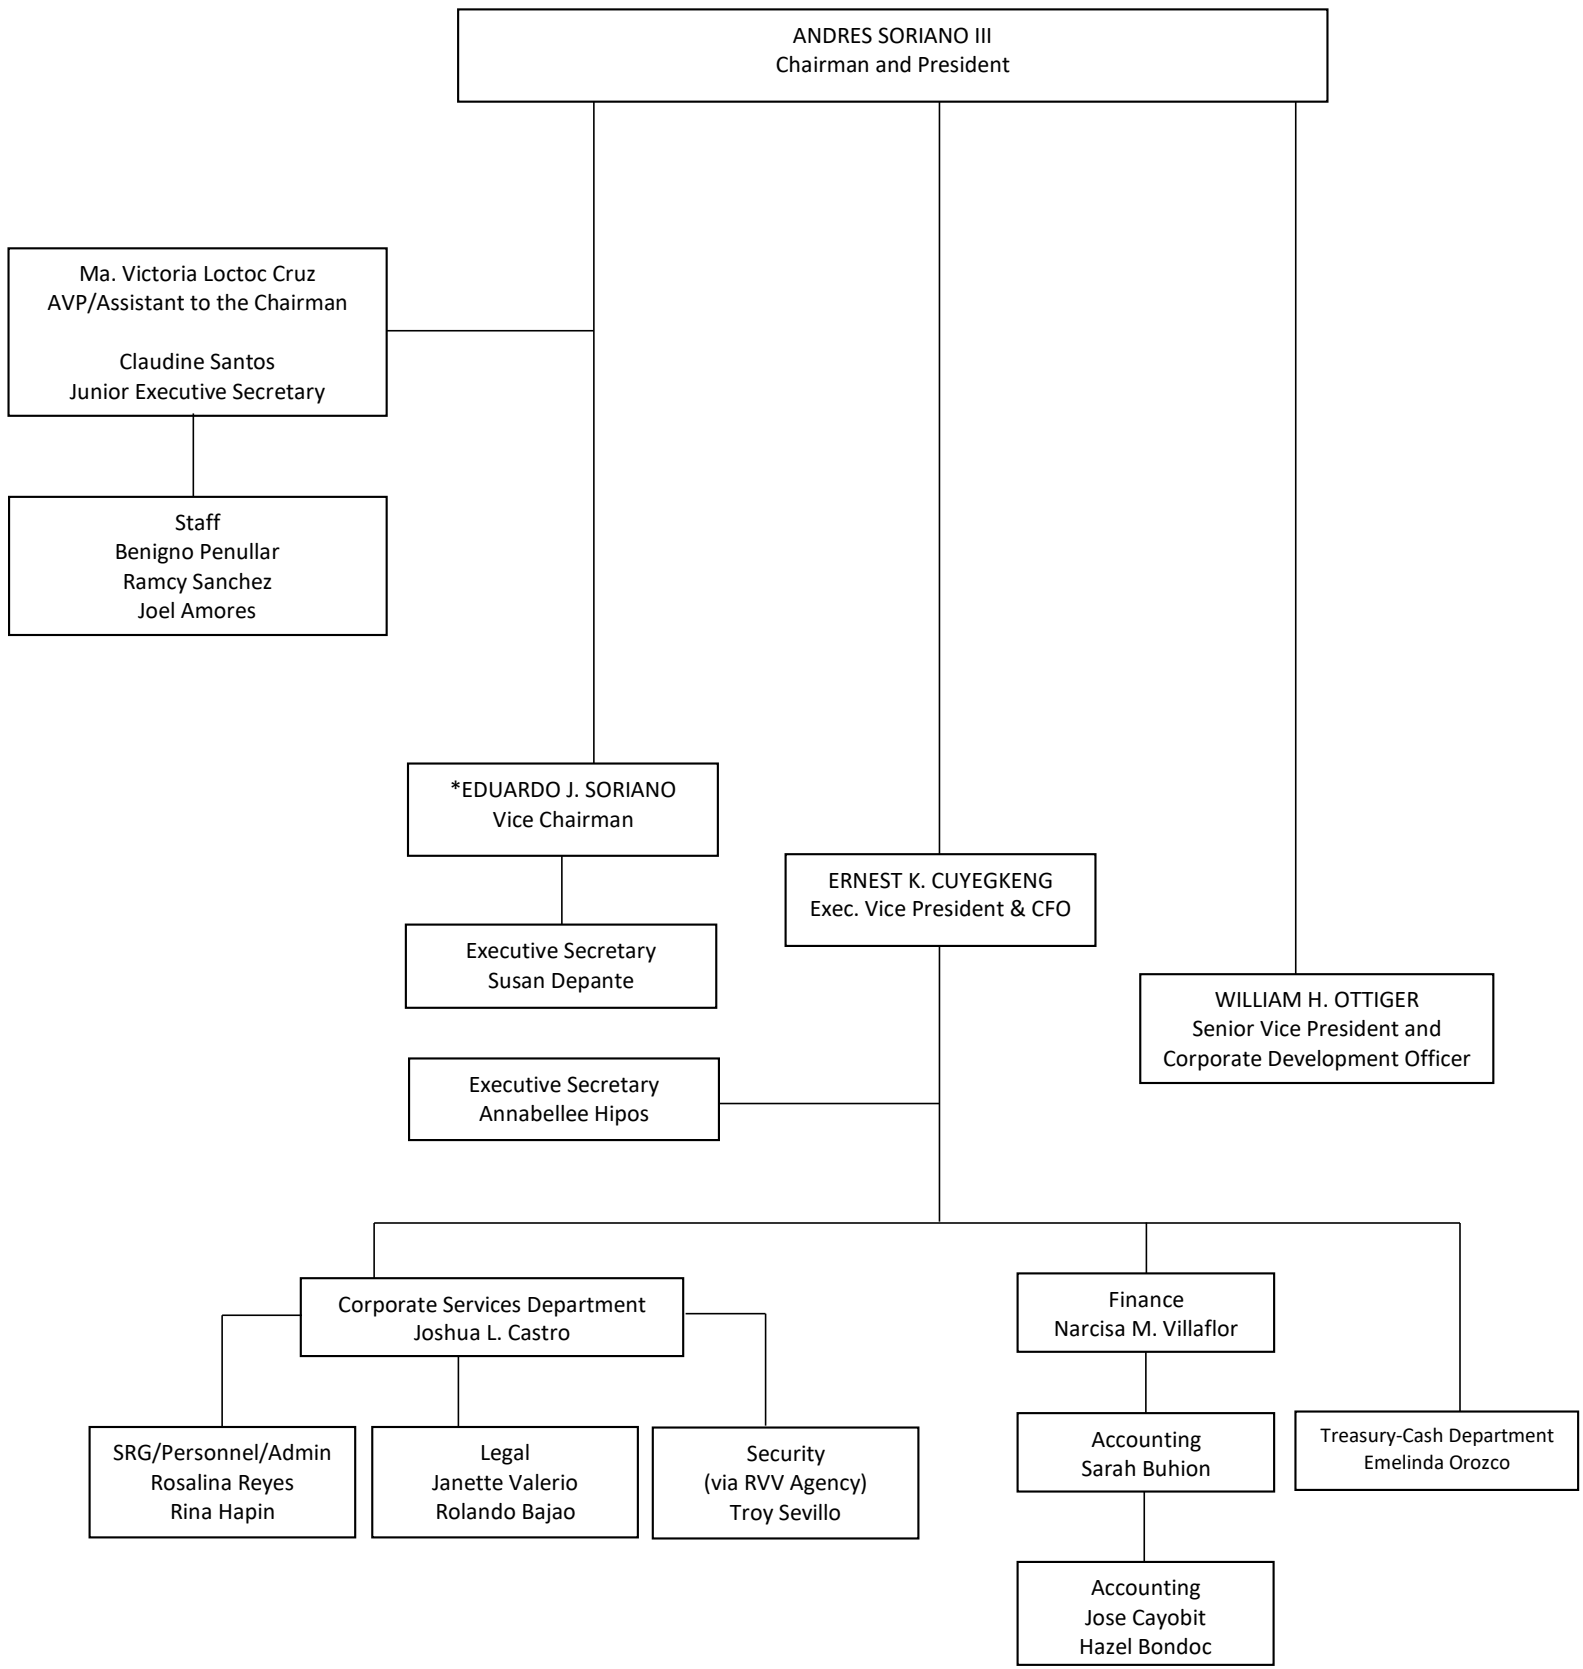 ANDRES SORIANO III
Chairman and President
Ma. Victoria Loctoc Cruz
AVP/Assistant to the Chairman
Claudine Santos
Junior Executive Secretary
Staff
Benigno Penullar
Ramcy Sanchez
Joel Amores
*EDUARDO J. SORIANO
Vice Chairman
ERNEST K. CUYEGKENG
Exec. Vice President & CFO
Executive Secretary
Susan Depante
WILLIAM H. OTTIGER
Senior Vice President and
Corporate Development Officer
Executive Secretary
Annabellee Hipos
Corporate Services Department
Joshua L. Castro
Finance
Narcisa M. Villaflor
SRG/Personnel/Admin
Rosalina Reyes
Rina Hapin
Legal
Janette Valerio
Rolando Bajao
Security
(via RVV Agency)
Troy Sevillo
Accounting
Sarah Buhion
Treasury-Cash Department
Emelinda Orozco
Accounting
Jose Cayobit
Hazel Bondoc